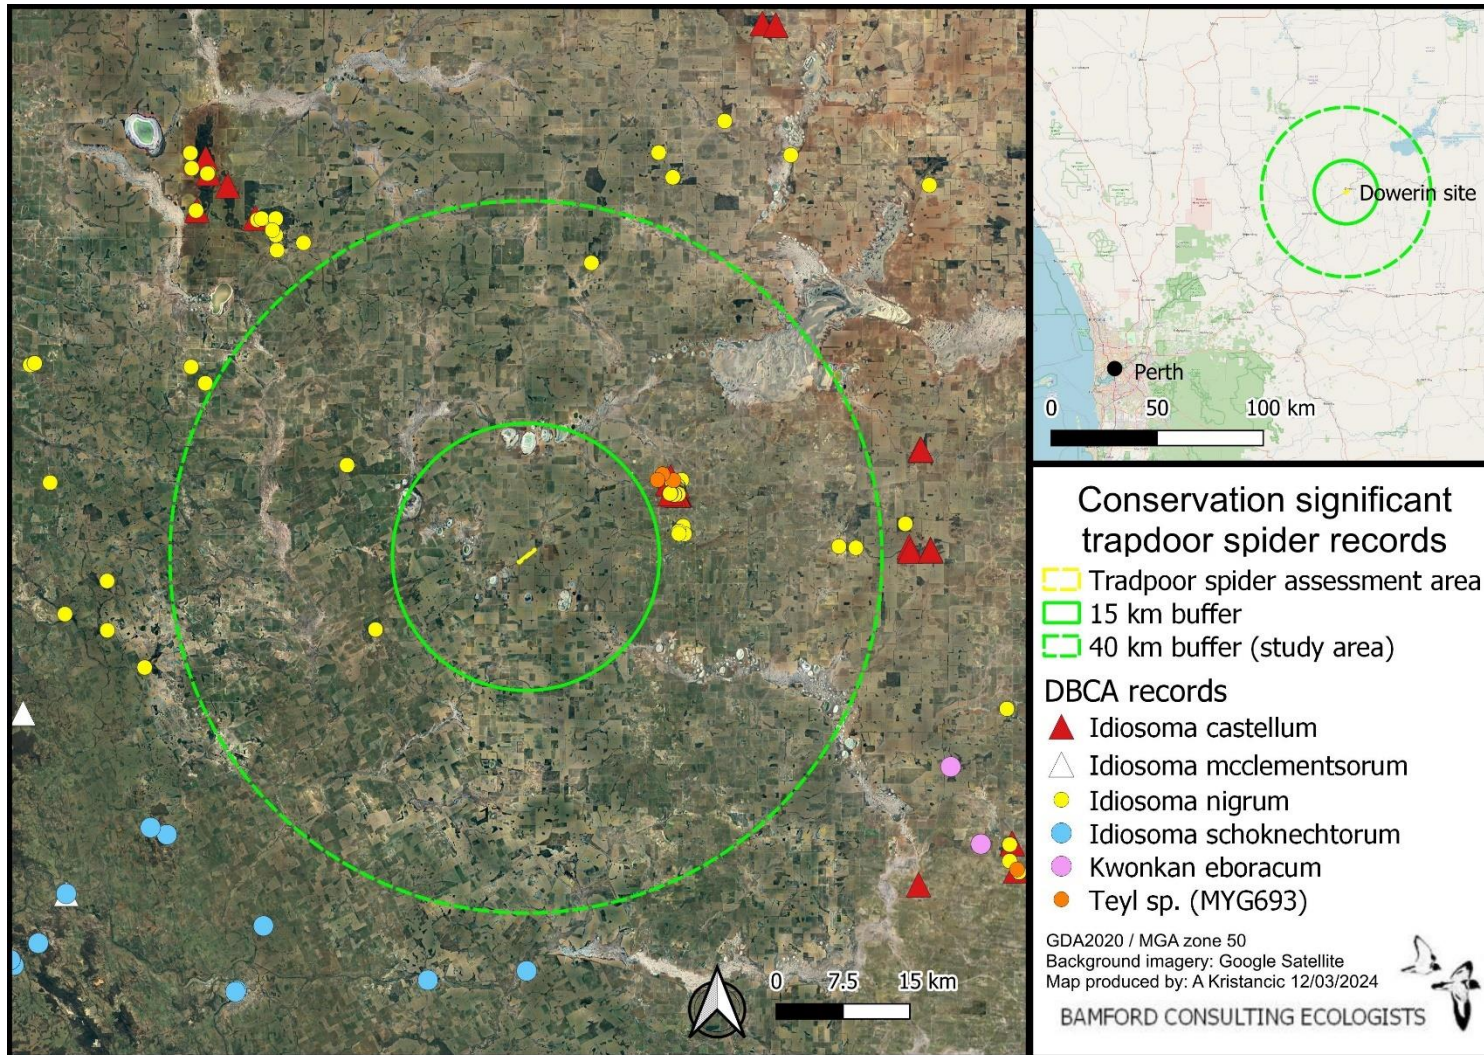 0 7.5 15 km
Dowerin site
Perth
0 50 100 km
Conservation significant
trapdoor spider records
Tradpoor spider assessment area
15 km buffer
40 km buffer (study area)
DBCA records
Idiosoma castellum
Idiosoma mcclementsorum
Idiosoma nigrum
Idiosoma schoknechtorum
Kwonkan eboracum
Teyl sp. (MYG693)
GDA2020 / MGA zone 50
Background imagery: Google Satellite
Map produced by: A Kristancic 12/03/2024
BAMFORD CONSULTING ECOLOGISTS